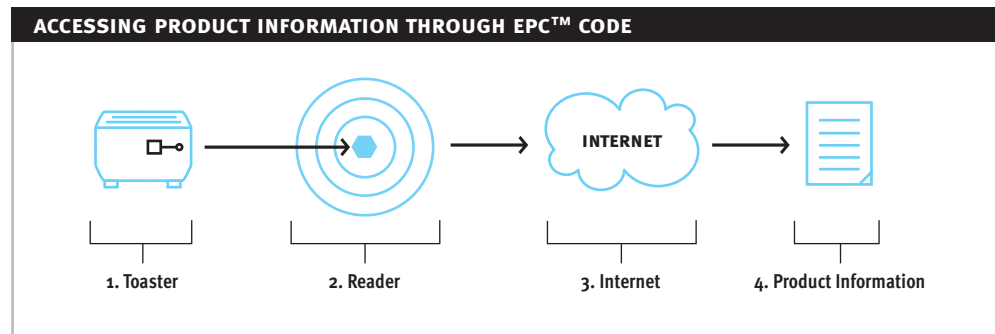 ACCESSING PRODUCT INFORMATION THROUGH EPC™ CODE
INTERNET
1. Toaster
2. Reader
3. Internet
4. Product Information